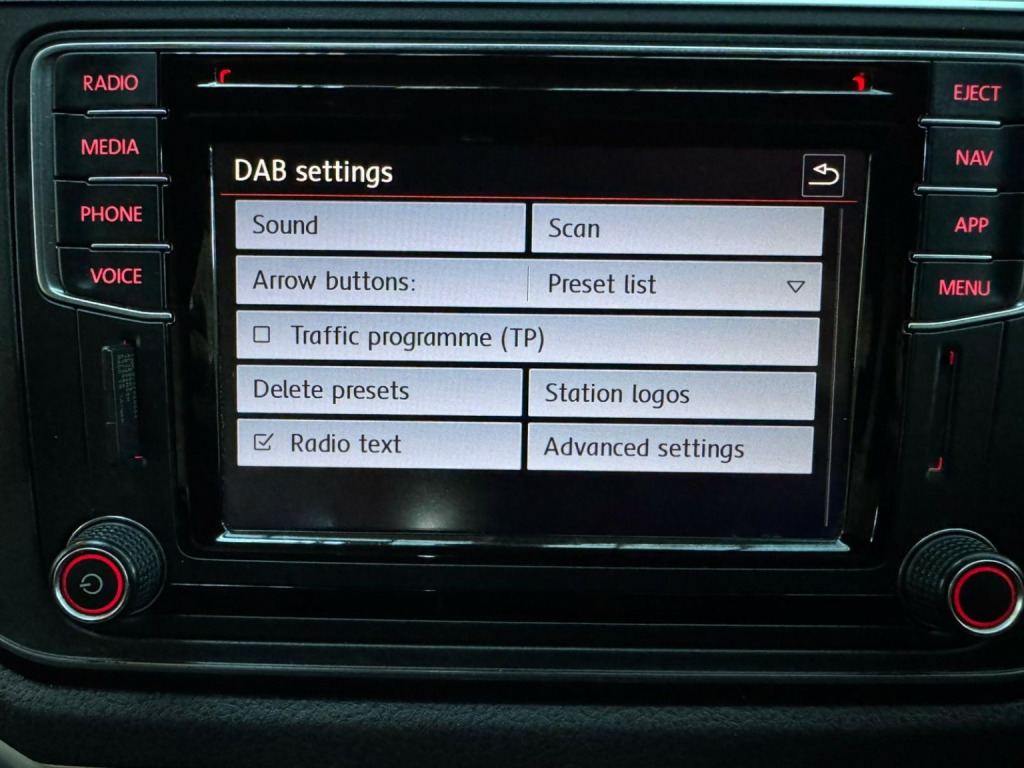 RADIO
MEDIA
PHONE
VOICE
DAB settings
Sound
Scan
Arrow buttons:
Preset list
Traffic programme (TP)
Delete presets
Station logos
Radio text
Advanced settings
EJECT
NAV
APP
MENU